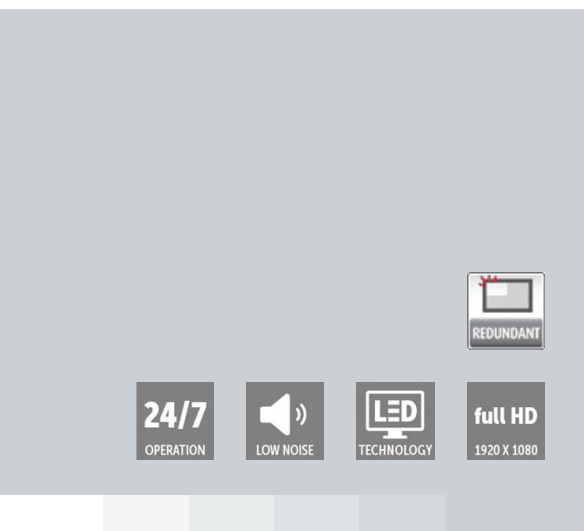 REDUNDANT
24/7
OPERATION
LOW NOISE
LED
TECHNOLOGY
full HD
1920 X 1080